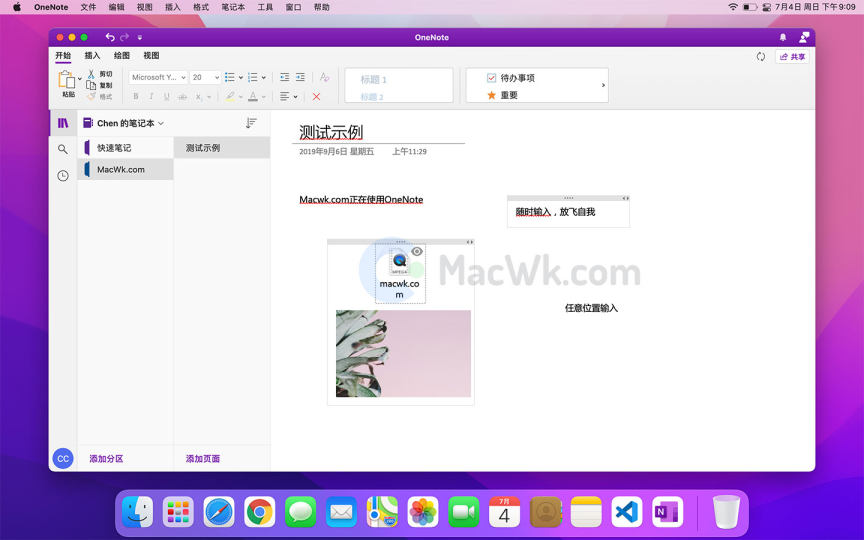 OneNote 文件 编辑 视图 插入 格式 笔记本 工具 窗口 帮助 7月4日 周日 下午9:09
OneNote
开始 插入 绘图 视图
共享
粘贴
剪切
复制
格式
Microsoft Y... 20
B I U ab X
A
标题 1
标题 2
待办事项
重要
Chen 的笔记本
快速笔记
MacWk.com
测试示例
测试示例
2019年9月6日 星期五 上午11:29
Macwk.com正在使用OneNote
随时输入，放飞自我
MPEG4
macwk.co
m
MacWk.com
任意位置输入
CC
添加分区
添加页面
7月
4
N